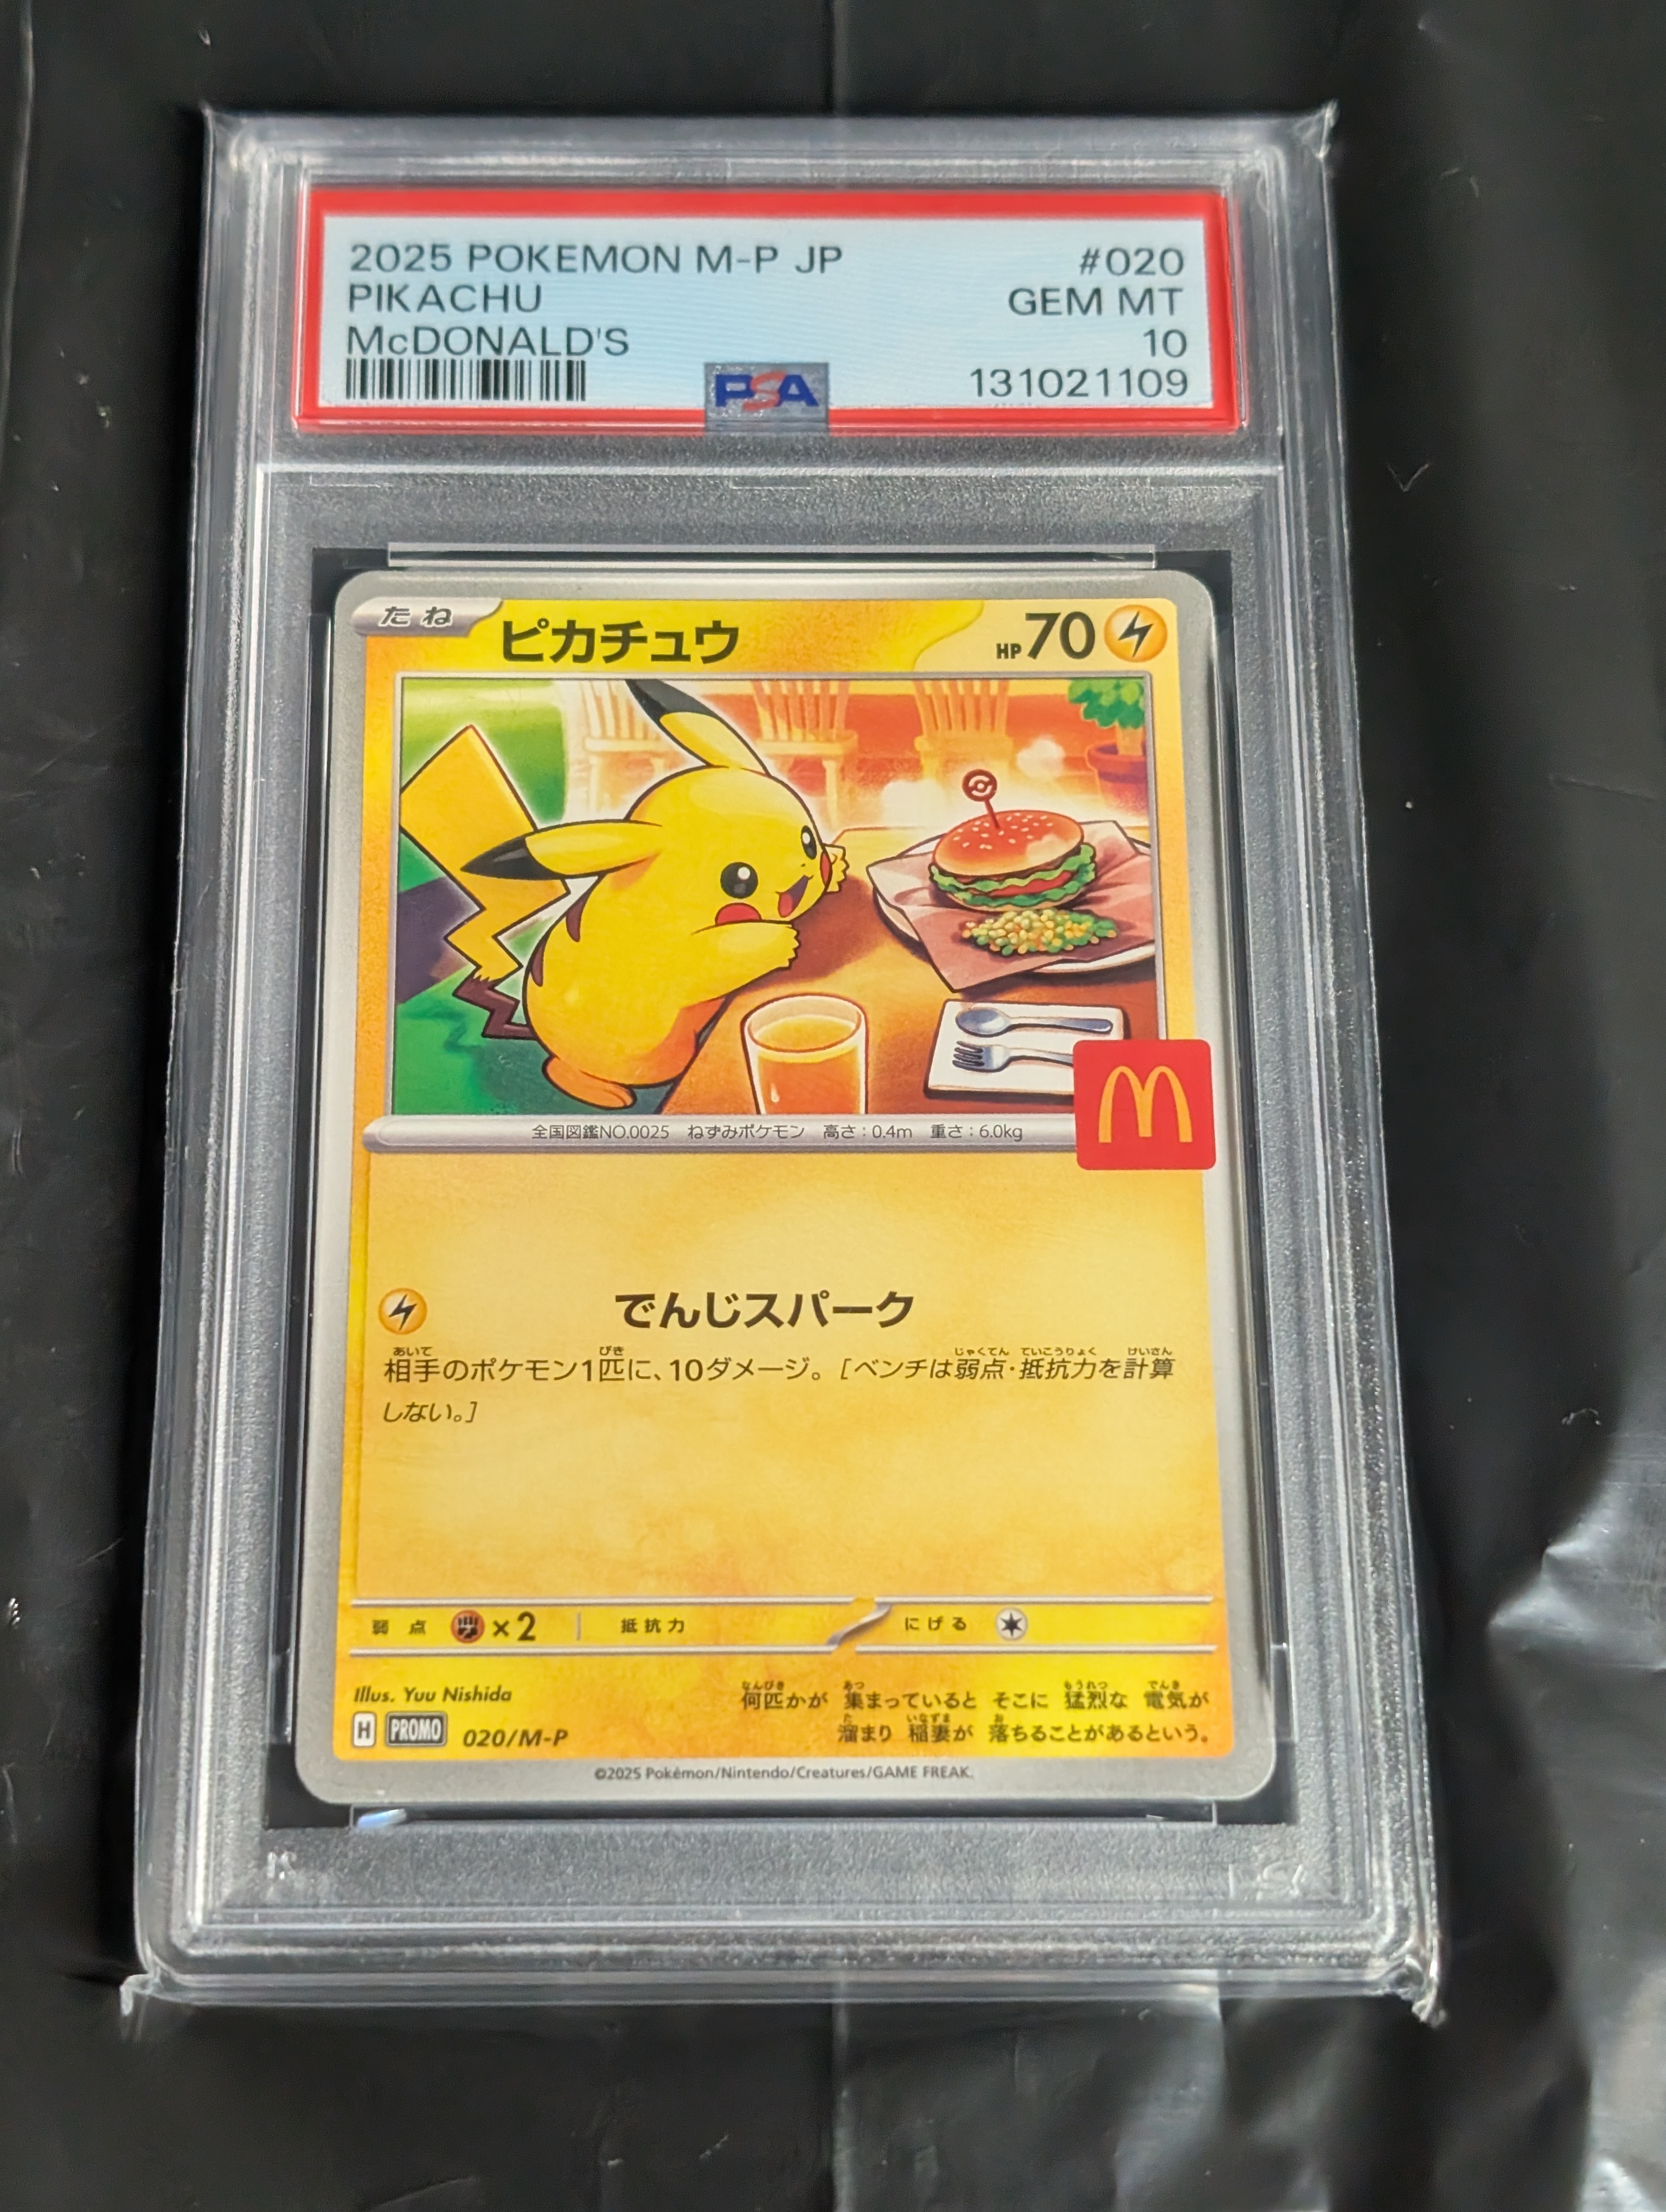 2025 POKEMON M-P JP #020
PIKACHU GEM MT
McDONALD'S 10
PSA 131021109
たね ピカチュウ HP70
全国図鑑NO.0025 ねずみポケモン 高さ:0.4m 重さ:6.0kg
でんじスパーク
相手のポケモン1匹に、10ダメージ。[ベンチは弱点・抵抗力を計算
しない。]
弱点 ×2 抵抗力 にげる
Illus. Yuu Nishida
何匹かが 集まっていると そこに 猛烈な 電気が
溜まり 稲妻が 落ちることがあるという。
H PROMO 020/M-P
©2025 Pokémon/Nintendo/Creatures/GAME FREAK.